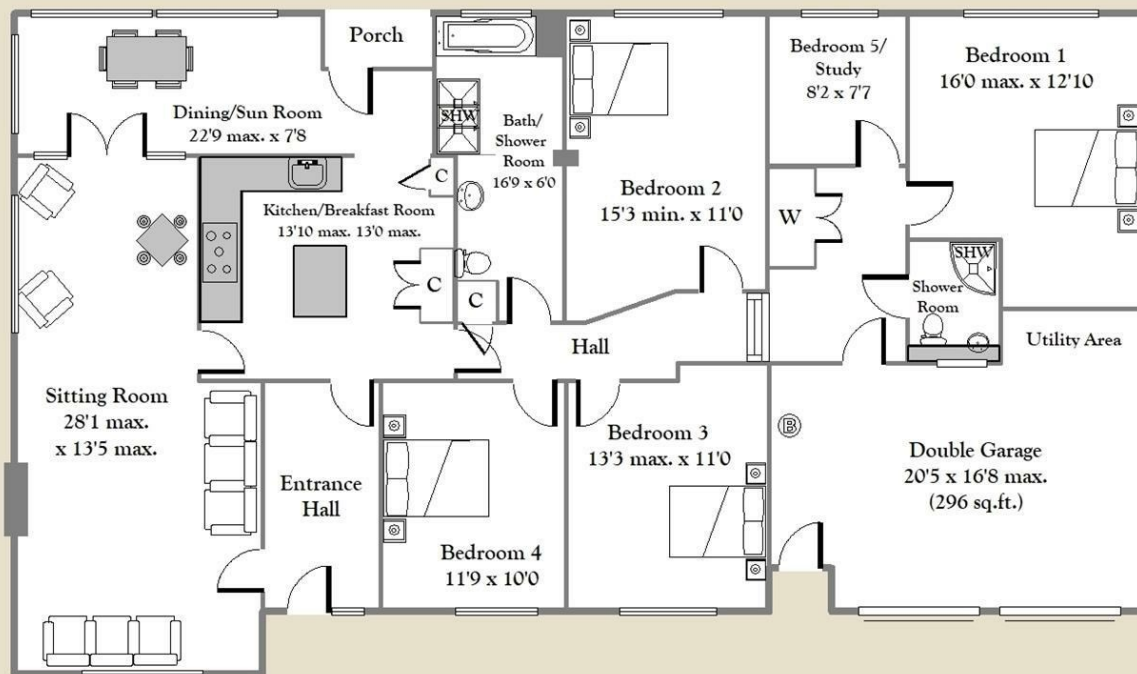 Porch
Dining/Sun Room
22'9 max. x 7'8
SHW
Bath/
Shower
Room
16'9 x 6'0
Bedroom 2
15'3 min. x 11'0
Bedroom 5/
Study
8'2 x 7'7
Bedroom 1
16'0 max. x 12'10
C
Kitchen/Breakfast Room
13'10 max. 13'0 max.
C
C
W
SHW
Shower
Room
Utility Area
Hall
Sitting Room
28'1 max.
x 13'5 max.
Entrance
Hall
Bedroom 4
11'9 x 10'0
Bedroom 3
13'3 max. x 11'0
B
Double Garage
20'5 x 16'8 max.
(296 sq.ft.)